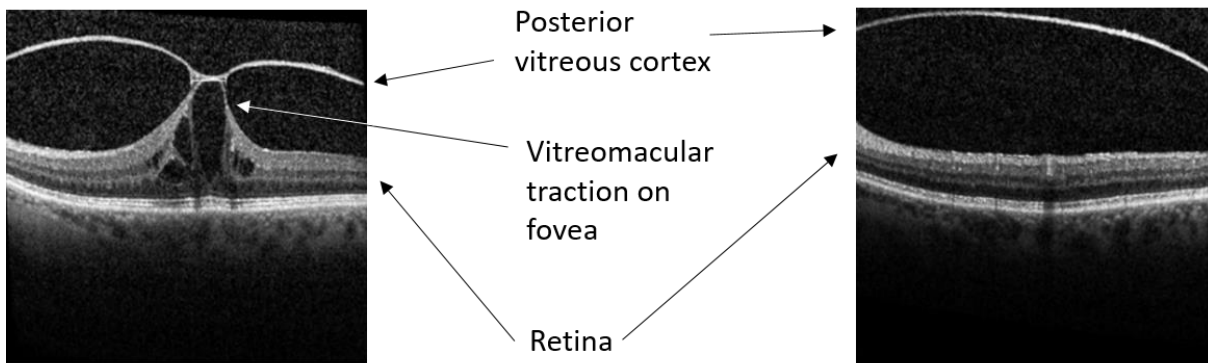 Posterior
vitreous cortex
Vitreomacular
traction on
fovea
Retina